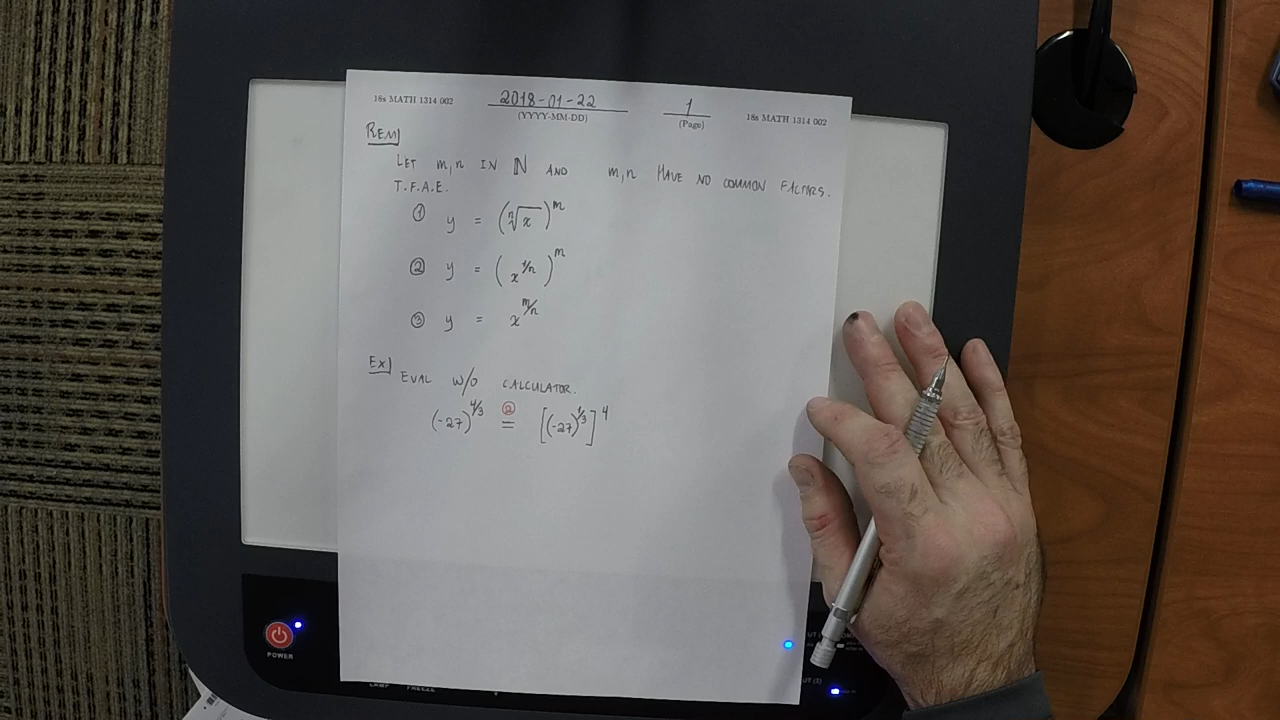 18s MATH 1314 002 2018-01-22 1 18s MATH 1314 002
(YYYY-MM-DD) (Page)
REM]
LET m,n IN ℕ AND m,n HAVE NO COMMON FACTORS.
T.F.A.E.
① y = (ⁿ√x)^m
② y = (x^{1/n})^m
③ y = x^{m/n}
EX]
EVAL W/O CALCULATOR.
(-27)^{4/3} ②= [(-27)^{1/3}]^4
POWER